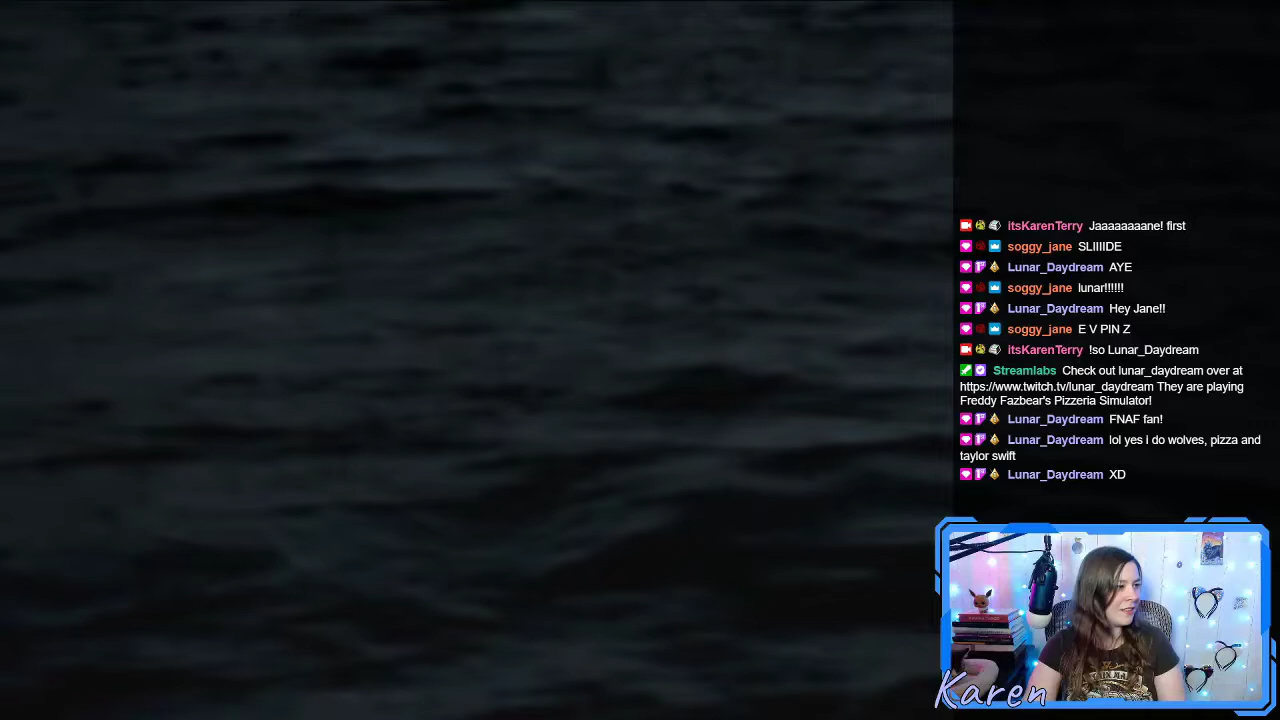 itsKarenTerry Jaaaaaaaane! first
soggy_jane SLIIIIDE
Lunar_Daydream AYE
soggy_jane lunar!!!!!!
Lunar_Daydream Hey Jane!!
soggy_jane E V PIN Z
itsKarenTerry !so Lunar_Daydream
Streamlabs Check out lunar_daydream over at
https://www.twitch.tv/lunar_daydream They are playing
Freddy Fazbear's Pizzeria Simulator!
Lunar_Daydream FNAF fan!
Lunar_Daydream lol yes i do wolves, pizza and
taylor swift
Lunar_Daydream XD
Karen